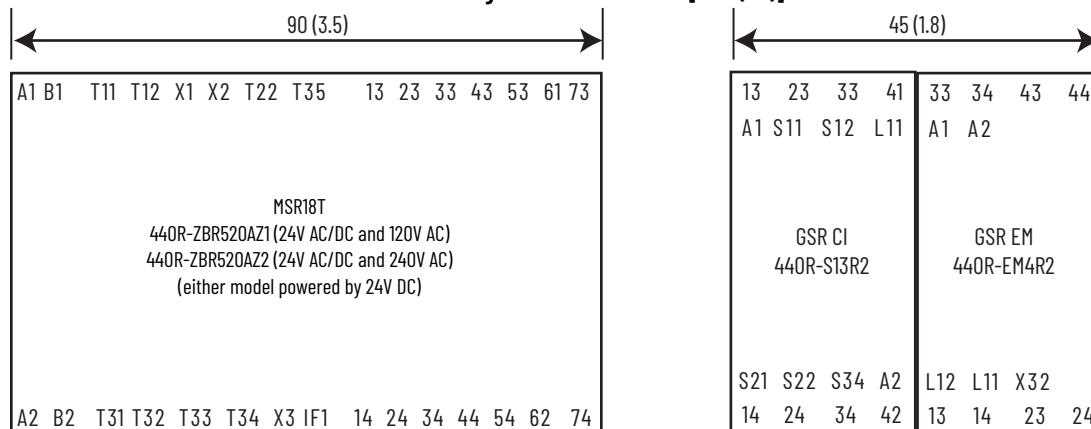 90 (3.5)
45 (1.8)
A1 B1 T11 T12 X1 X2 T22 T35 13 23 33 43 53 61 73
13 23 33 41
33 34 43 44
A1 S11 S12 L11
A1 A2
MSR18T
440R-ZBR520AZ1 (24V AC/DC and 120V AC)
440R-ZBR520AZ2 (24V AC/DC and 240V AC)
(either model powered by 24V DC)
GSR CI
440R-S13R2
GSR EM
440R-EM4R2
S21 S22 S34 A2
L12 L11 X32
A2 B2 T31 T32 T33 T34 X3 IF1 14 24 34 44 54 62 74
14 24 34 42
13 14 23 24